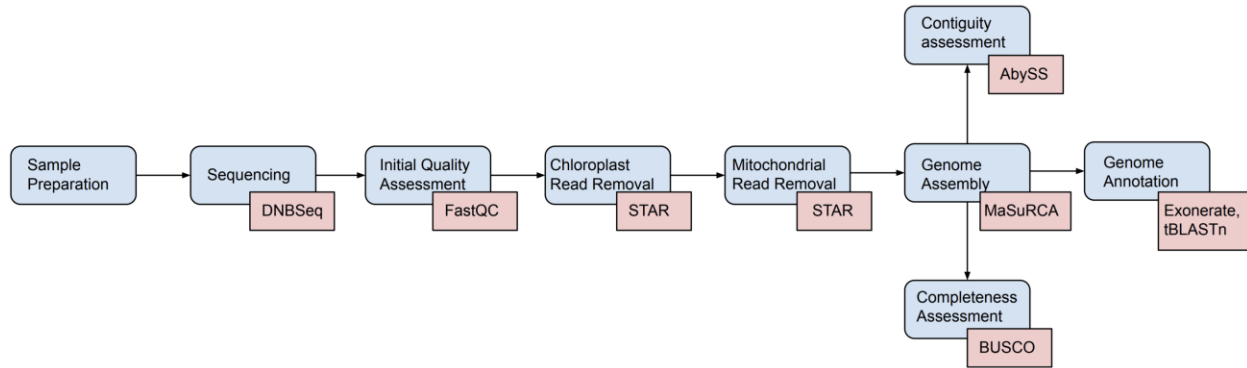 Contiguity
assessment
AbySS
Sample
Preparation
Sequencing
DNBSeq
Initial Quality
Assessment
FastQC
Chloroplast
Read Removal
STAR
Mitochondrial
Read Removal
STAR
Genome
Assembly
MaSuRCA
Genome
Annotation
Exonerate,
tBLASTn
Completeness
Assessment
BUSCO